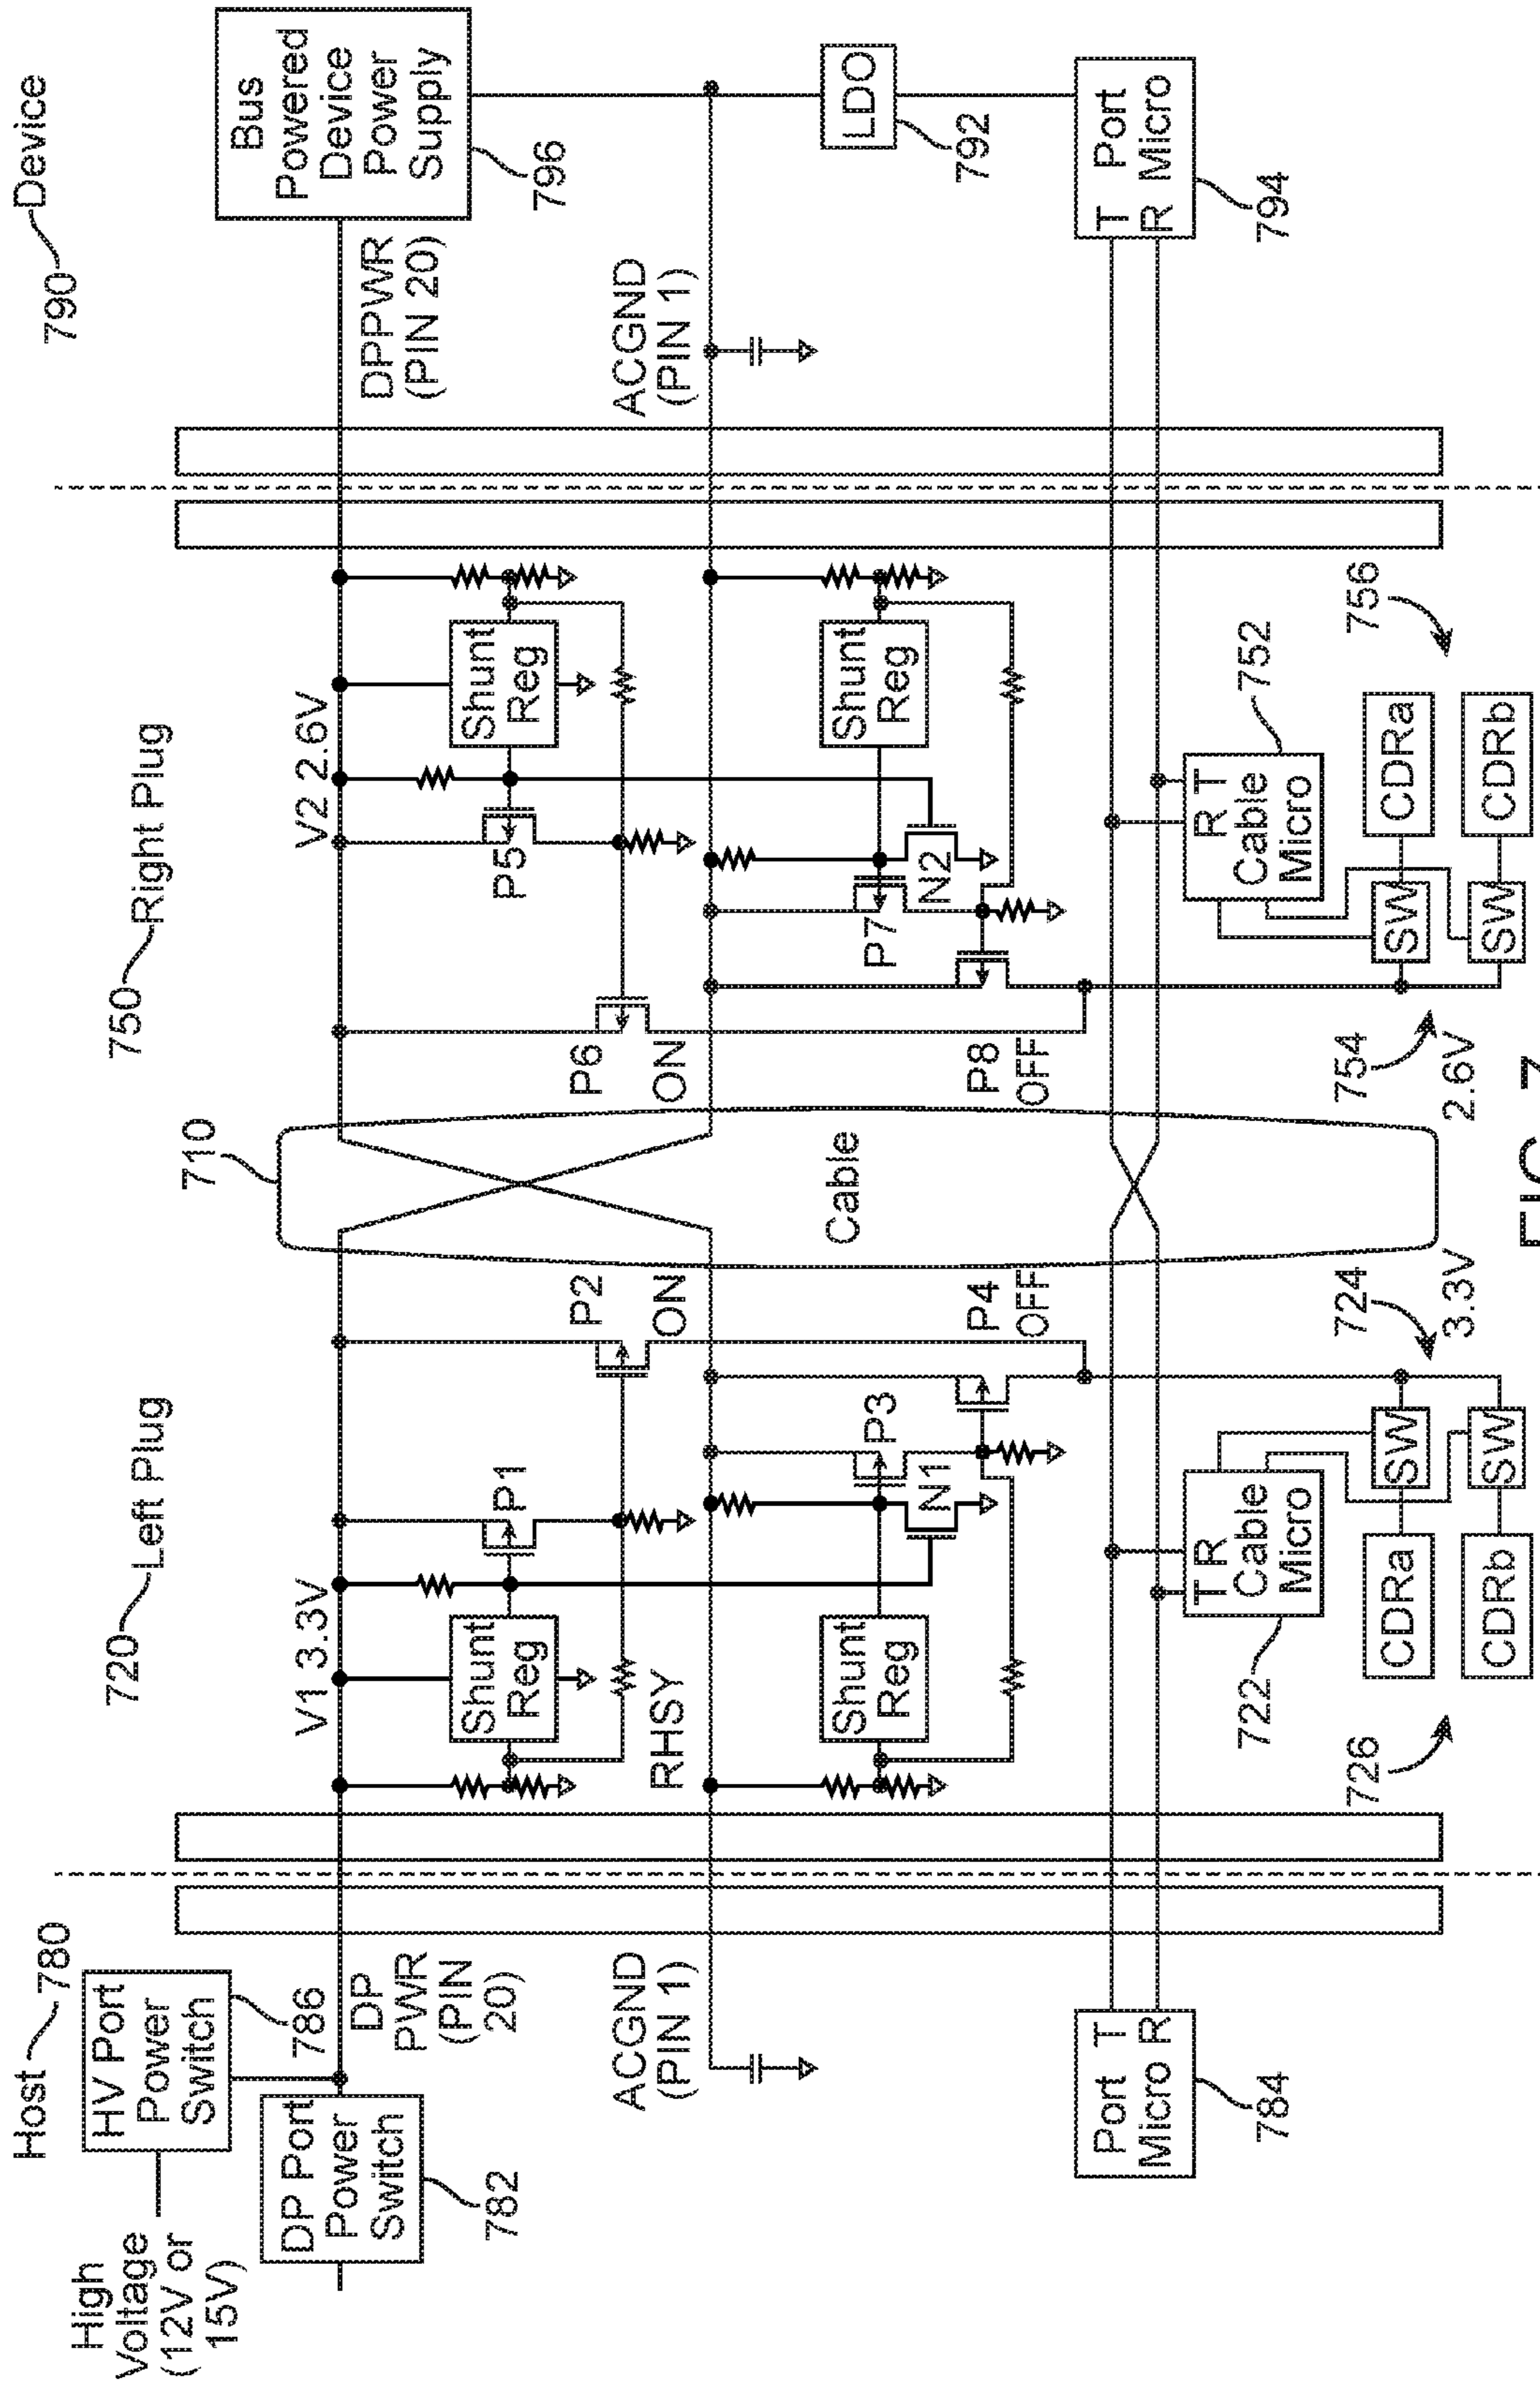 Host 780
High
Voltage
(12V or
15V)
HV Port
Power
Switch
786
DP Port
Power
Switch
782
DP
PWR
(PIN
20)
ACGND
(PIN 1)
Port T
Micro R
784
720 Left Plug
V1 3.3V
Shunt
Reg
P1
P2
ON
RHSY
Shunt
Reg
P3
N1
P4
OFF
T R
Cable
Micro
722
SW
SW
CDRa
CDRb
724
3.3V
726
710
Cable
750 Right Plug
V2 2.6V
Shunt
Reg
P5
P6
ON
Shunt
Reg
P7
N2
P8
OFF
R T
Cable
Micro
752
SW
SW
CDRa
CDRb
754
2.6V
756
790 Device
Bus
Powered
Device
Power
Supply
796
DPPWR
(PIN 20)
ACGND
(PIN 1)
LDO
792
T Port
R Micro
794